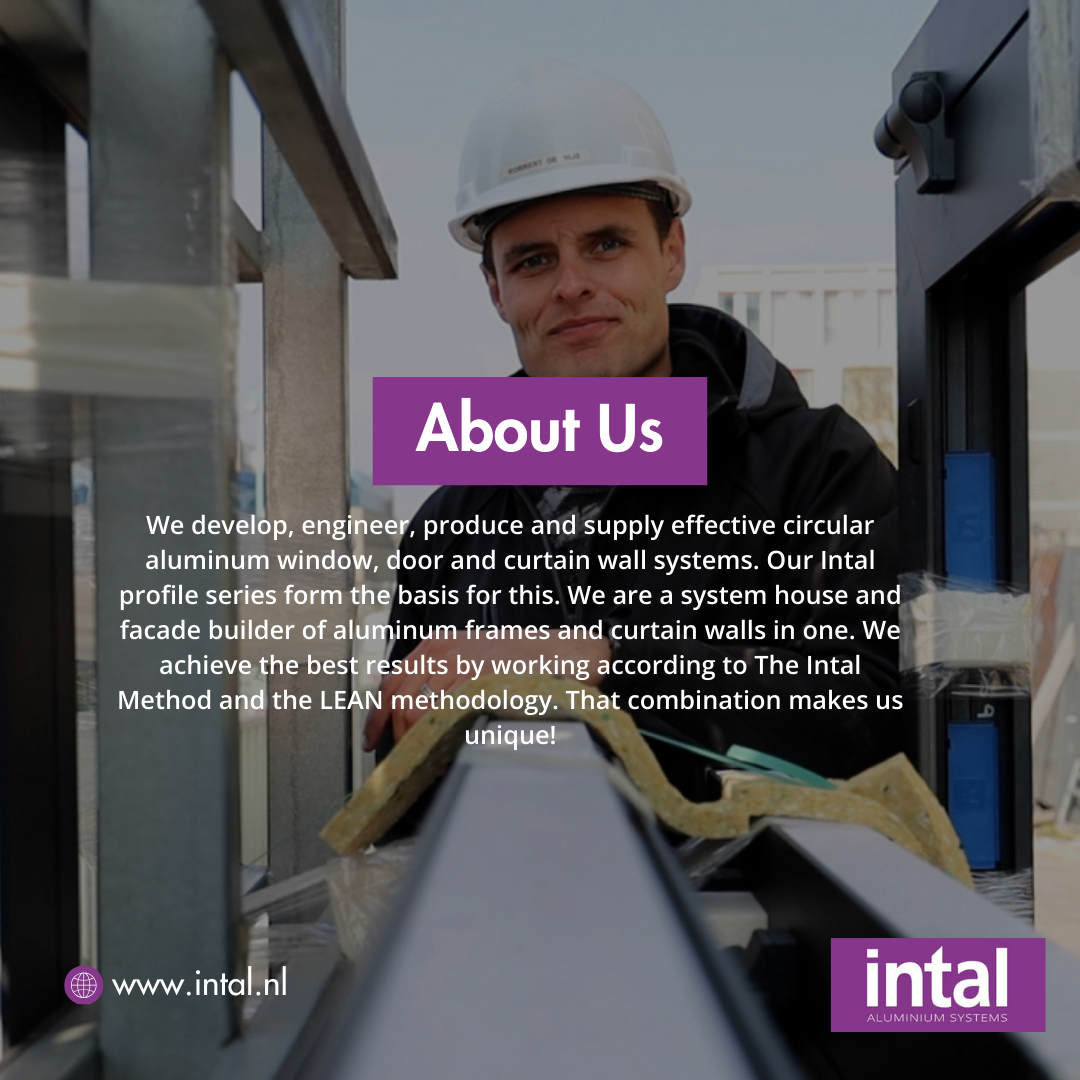 About Us
We develop, engineer, produce and supply effective circular
aluminum window, door and curtain wall systems. Our Intal
profile series form the basis for this. We are a system house and
facade builder of aluminum frames and curtain walls in one. We
achieve the best results by working according to The Intal
Method and the LEAN methodology. That combination makes us
unique!
www.intal.nl
intal
ALUMINIUM SYSTEMS